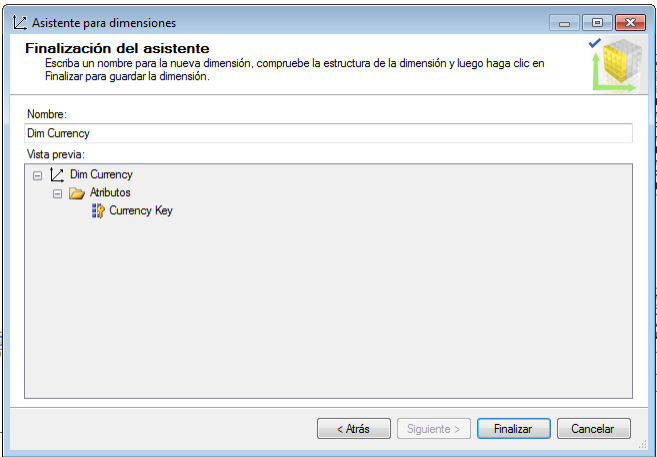 Asistente para dimensiones
Finalización del asistente
Escriba un nombre para la nueva dimensión, compruebe la estructura de la dimensión y luego haga clic en
Finalizar para guardar la dimensión.
Nombre:
Dim Currency
Vista previa:
Dim Currency
Atributos
Currency Key
< Atrás
Siguiente >
Finalizar
Cancelar